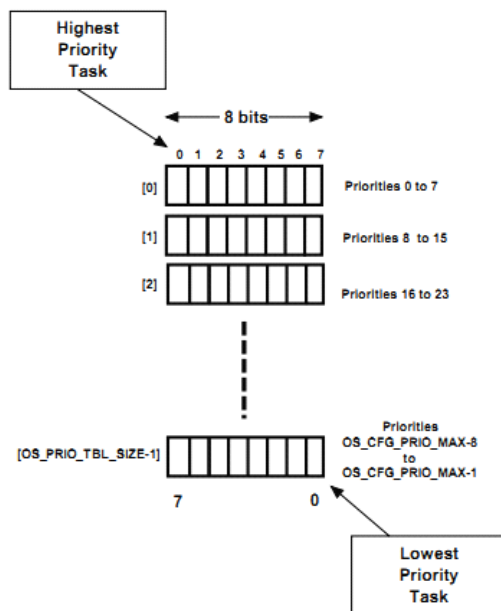 Highest
Priority
Task
8 bits
0 1 2 3 4 5 6 7
[0] Priorities 0 to 7
[1] Priorities 8 to 15
[2] Priorities 16 to 23
Priorities
OS_CFG_PRIO_MAX-8
[OS_PRIO_TBL_SIZE-1] to
OS_CFG_PRIO_MAX-1
7 0
Lowest
Priority
Task